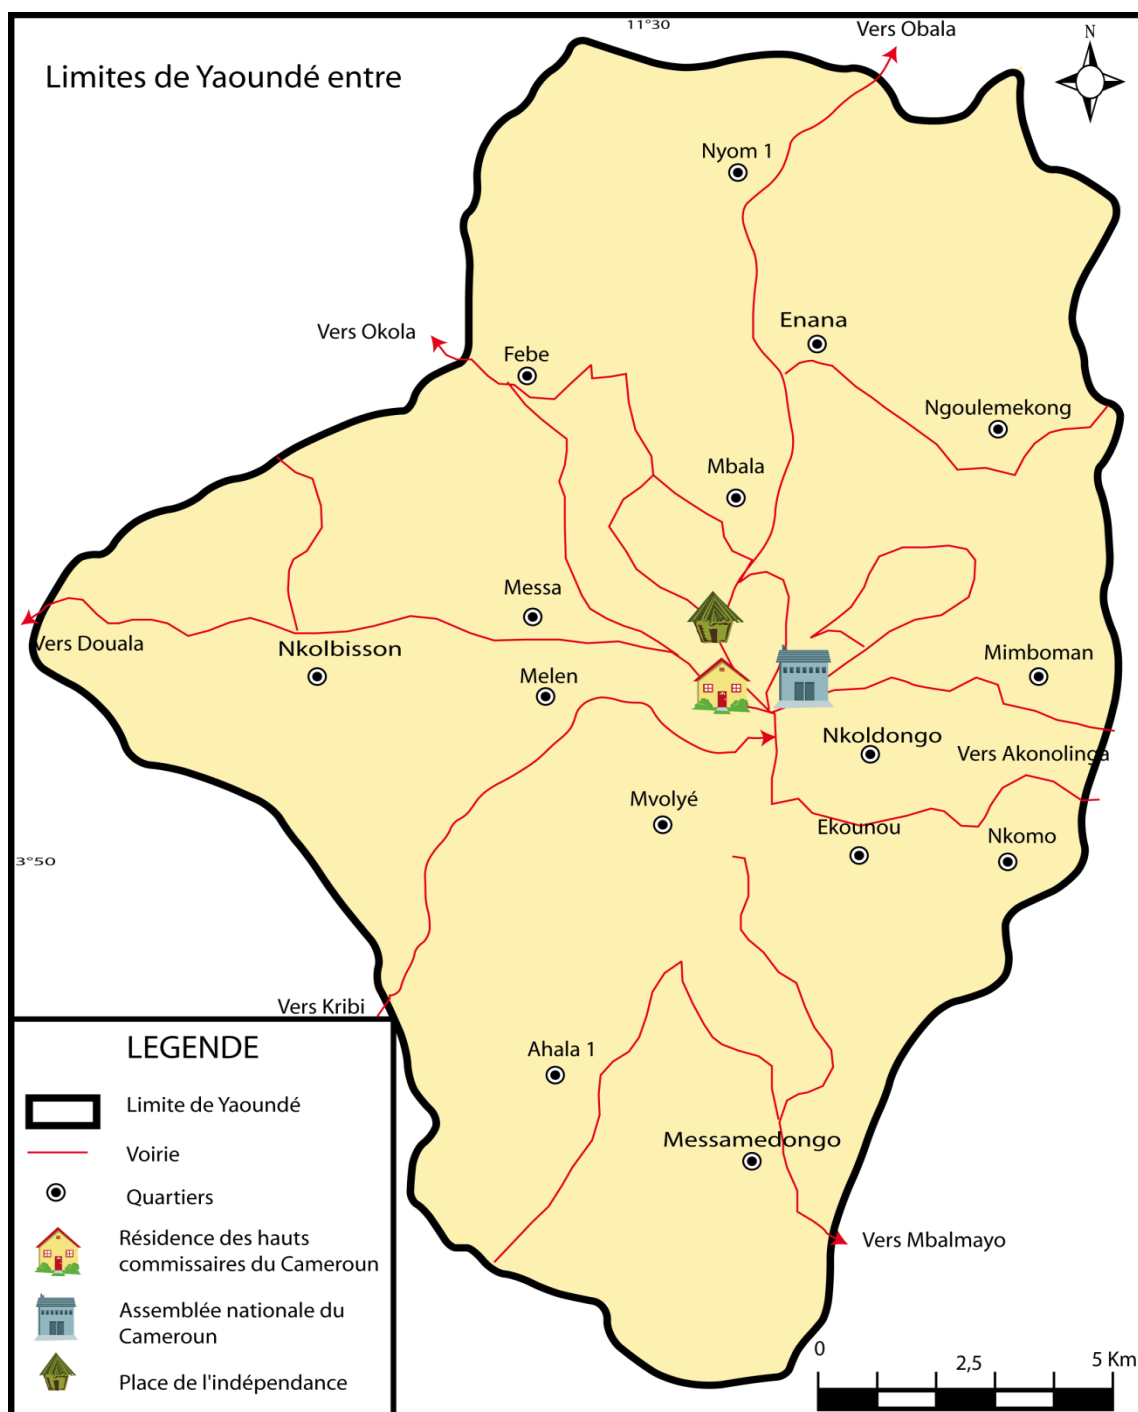 11°30
Vers Obala
N
Limites de Yaoundé entre
Nyom 1
Enana
Vers Okola
Febe
Ngoulemekong
Mbala
Messa
Vers Douala
Nkolbisson
Melen
Mimboman
Nkoldongo
Vers Akonolinga
Mvolyé
Ekounou
Nkomo
3°50
Vers Kribi
Ahala 1
Messamedongo
Vers Mbalmayo
LEGENDE
Limite de Yaoundé
Voirie
Quartiers
Résidence des hauts
commissaires du Cameroun
Assemblée nationale du
Cameroun
Place de l'indépendance
0
2,5
5 Km